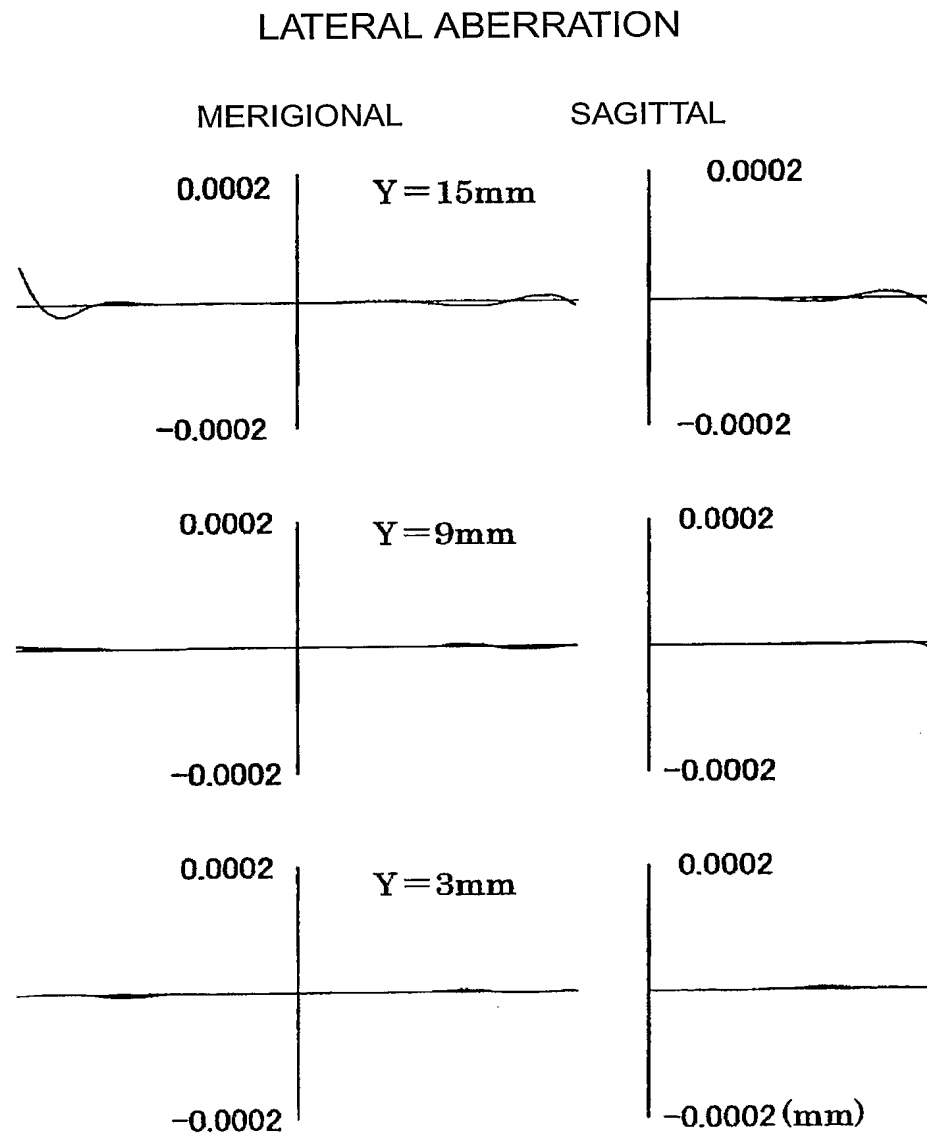 LATERAL ABERRATION
MERIGIONAL SAGITTAL
0.0002 Y=15mm 0.0002
-0.0002 -0.0002
0.0002 Y=9mm 0.0002
-0.0002 -0.0002
0.0002 Y=3mm 0.0002
-0.0002 -0.0002 (mm)